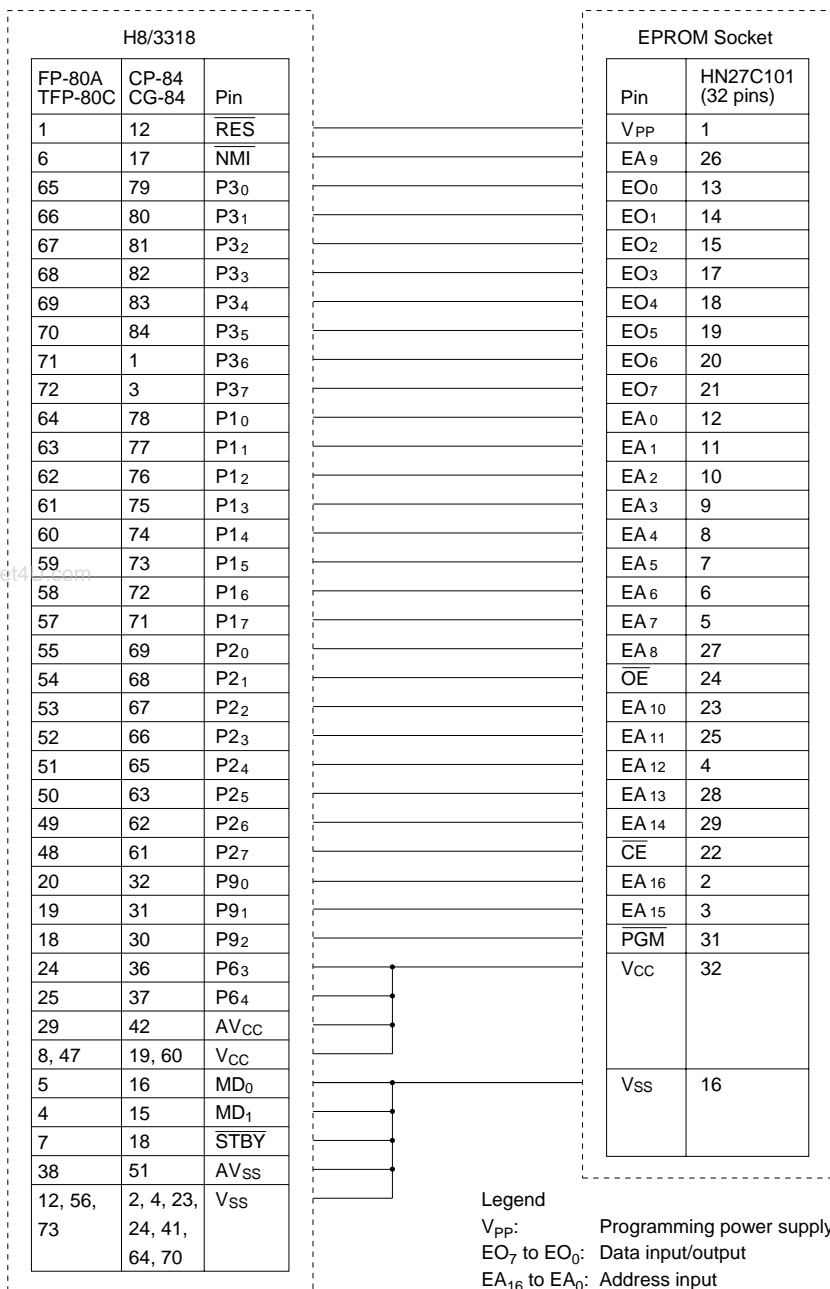 H8/3318
EPROM Socket
FP-80A TFP-80C CP-84 CG-84 Pin
Pin HN27C101 (32 pins)
1 12 RES VPP 1
6 17 NMI EA9 26
65 79 P30 EO0 13
66 80 P31 EO1 14
67 81 P32 EO2 15
68 82 P33 EO3 17
69 83 P34 EO4 18
70 84 P35 EO5 19
71 1 P36 EO6 20
72 3 P37 EO7 21
64 78 P10 EA0 12
63 77 P11 EA1 11
62 76 P12 EA2 10
61 75 P13 EA3 9
60 74 P14 EA4 8
59 73 P15 EA5 7
et4U.com
58 72 P16 EA6 6
57 71 P17 EA7 5
55 69 P20 EA8 27
54 68 P21 OE 24
53 67 P22 EA10 23
52 66 P23 EA11 25
51 65 P24 EA12 4
50 63 P25 EA13 28
49 62 P26 EA14 29
48 61 P27 CE 22
20 32 P90 EA16 2
19 31 P91 EA15 3
18 30 P92 PGM 31
24 36 P63 VCC 32
25 37 P64
29 42 AVCC
8, 47 19, 60 VCC
5 16 MD0 VSS 16
4 15 MD1
7 18 STBY
38 51 AVSS
12, 56, 2, 4, 23, VSS
73 24, 41,
64, 70
Legend
VPP: Programming power supply
EO7 to EO0: Data input/output
EA16 to EA0: Address input